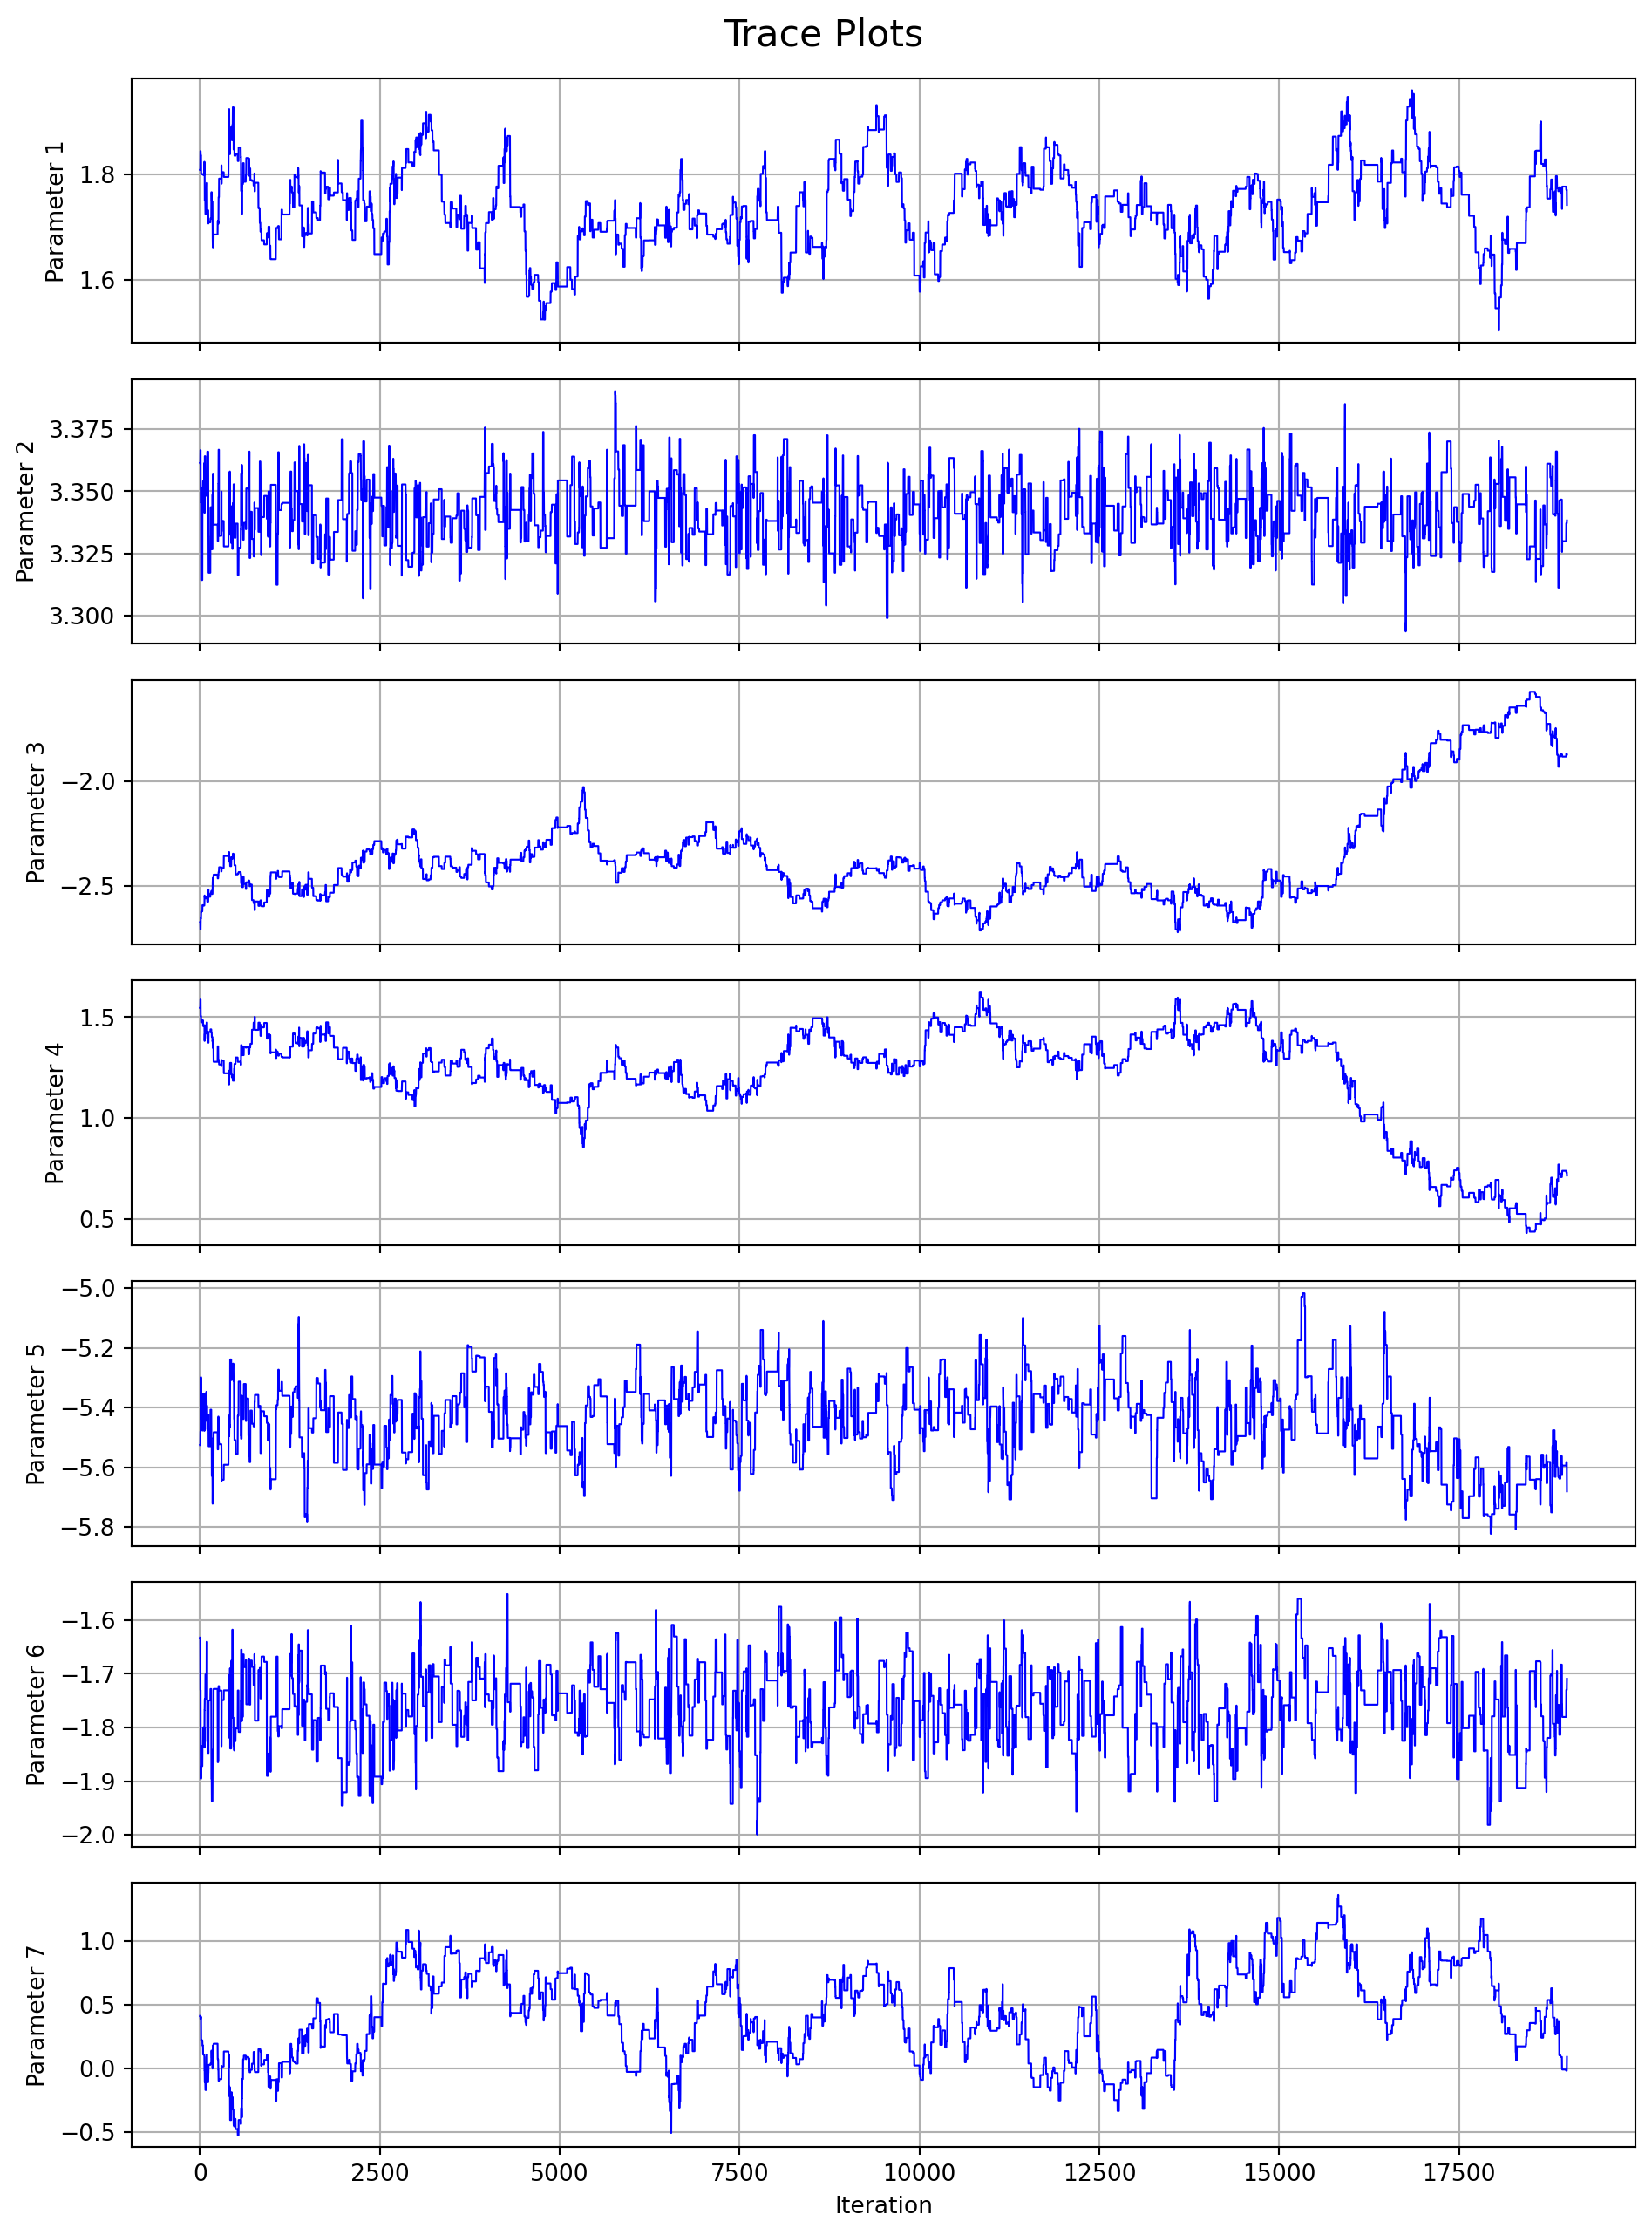 Trace Plots
Parameter 1
1.8
1.6
Parameter 2
3.375
3.350
3.325
3.300
Parameter 3
−2.0
−2.5
Parameter 4
1.5
1.0
0.5
Parameter 5
−5.0
−5.2
−5.4
−5.6
−5.8
Parameter 6
−1.6
−1.7
−1.8
−1.9
−2.0
Parameter 7
1.0
0.5
0.0
−0.5
0 2500 5000 7500 10000 12500 15000 17500
Iteration